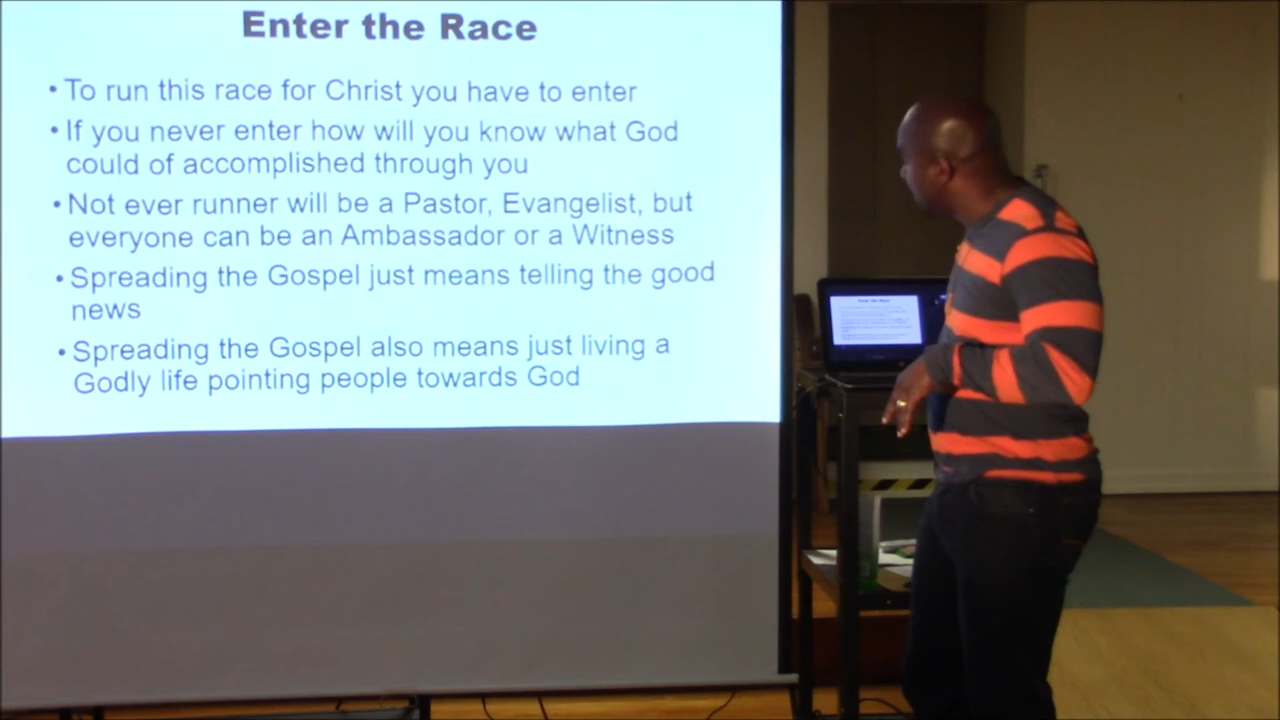 Enter the Race
• To run this race for Christ you have to enter
• If you never enter how will you know what God
could of accomplished through you
• Not ever runner will be a Pastor, Evangelist, but
everyone can be an Ambassador or a Witness
• Spreading the Gospel just means telling the good
news
• Spreading the Gospel also means just living a
Godly life pointing people towards God